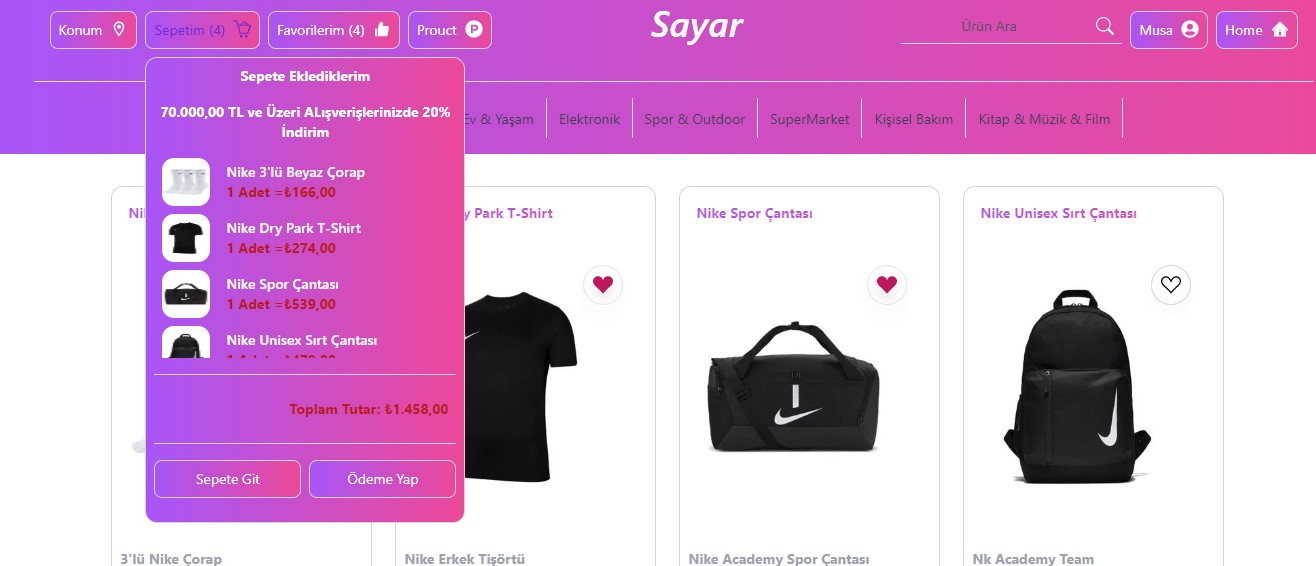 Konum
Sepetim (4)
Favorilerim (4)
Prouct
P
Sayar
Ürün Ara
Musa
Home
Sepete Eklediklerim
70.000,00 TL ve Üzeri ALışverişlerinizde 20%
İndirim
Nike 3'lü Beyaz Çorap
1 Adet =₺166,00
Nike Dry Park T-Shirt
1 Adet =₺274,00
Nike Spor Çantası
1 Adet =₺539,00
Nike Unisex Sırt Çantası
Toplam Tutar: ₺1.458,00
Sepete Git
Ödeme Yap
Ev & Yaşam
Elektronik
Spor & Outdoor
SuperMarket
Kişisel Bakım
Kitap & Müzik & Film
Park T-Shirt
Nike Spor Çantası
Nike Unisex Sırt Çantası
3'lü Nike Çorap
Nike Erkek Tişörtü
Nike Academy Spor Çantası
Nk Academy Team